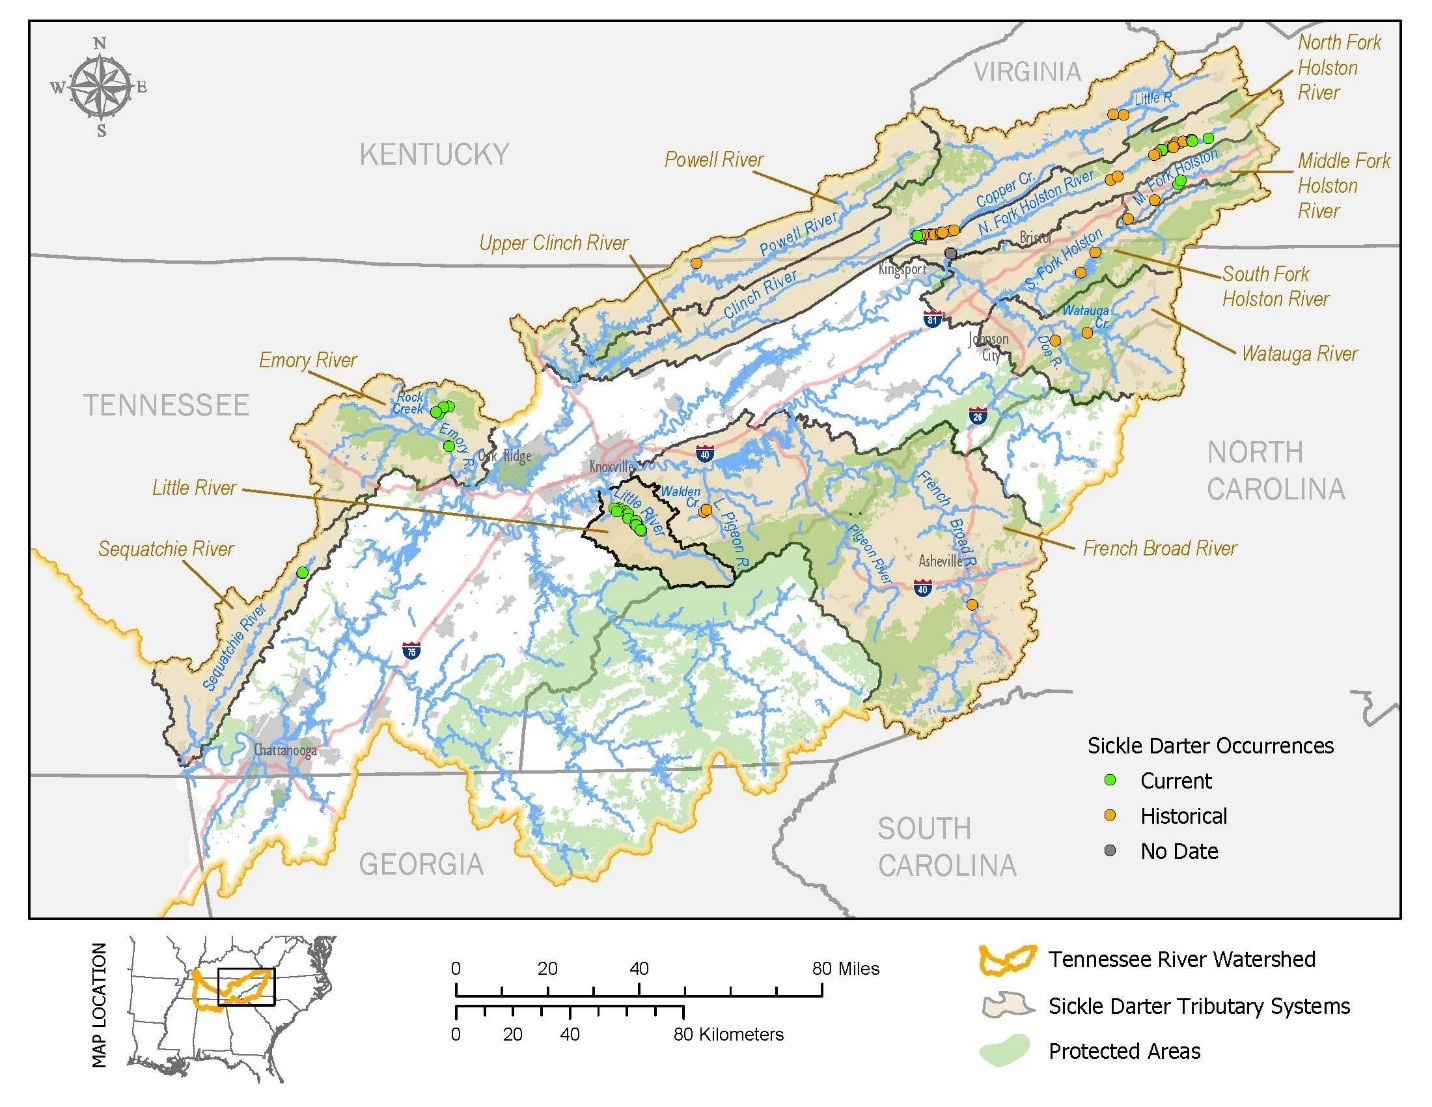 N
W
E
S
VIRGINIA
KENTUCKY
TENNESSEE
NORTH
CAROLINA
SOUTH
CAROLINA
GEORGIA
North Fork
Holston
River
Middle Fork
Holston
River
South Fork
Holston River
Watauga River
French Broad River
Powell River
Upper Clinch River
Emory River
Little River
Sequatchie River
Little R.
Copper Cr.
N. Fork Holston River
M. Fork Holston
Powell River
Clinch River
S. Fork Holston
Bristol
Kingsport
81
Watauga
Cr.
Doe R.
Johnson
City
26
Rock
Creek
Emory R.
Oak Ridge
Knoxville
40
Walden
Cr.
Little River
L. Pigeon R.
Pigeon River
French Broad R.
Asheville
40
75
Sequatchie River
Chattanooga
Sickle Darter Occurrences
Current
Historical
No Date
MAP LOCATION
0 20 40 80 Miles
0 20 40 80 Kilometers
Tennessee River Watershed
Sickle Darter Tributary Systems
Protected Areas